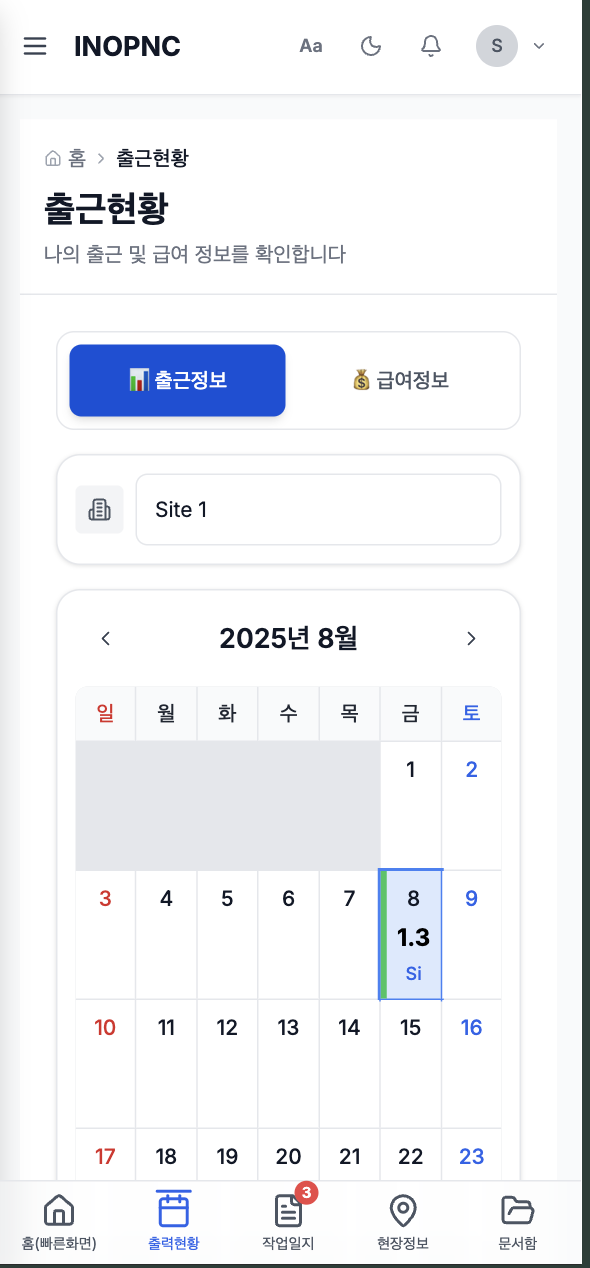 INOPNC Aa S
홈 > 출근현황
출근현황
나의 출근 및 급여 정보를 확인합니다
📊 출근정보 💰 급여정보
Site 1
2025년 8월
일 월 화 수 목 금 토
1 2
3 4 5 6 7 8 9
1.3
Si
10 11 12 13 14 15 16
17 18 19 20 21 22 23
3
홈(빠른화면) 출력현황 작업일지 현장정보 문서함